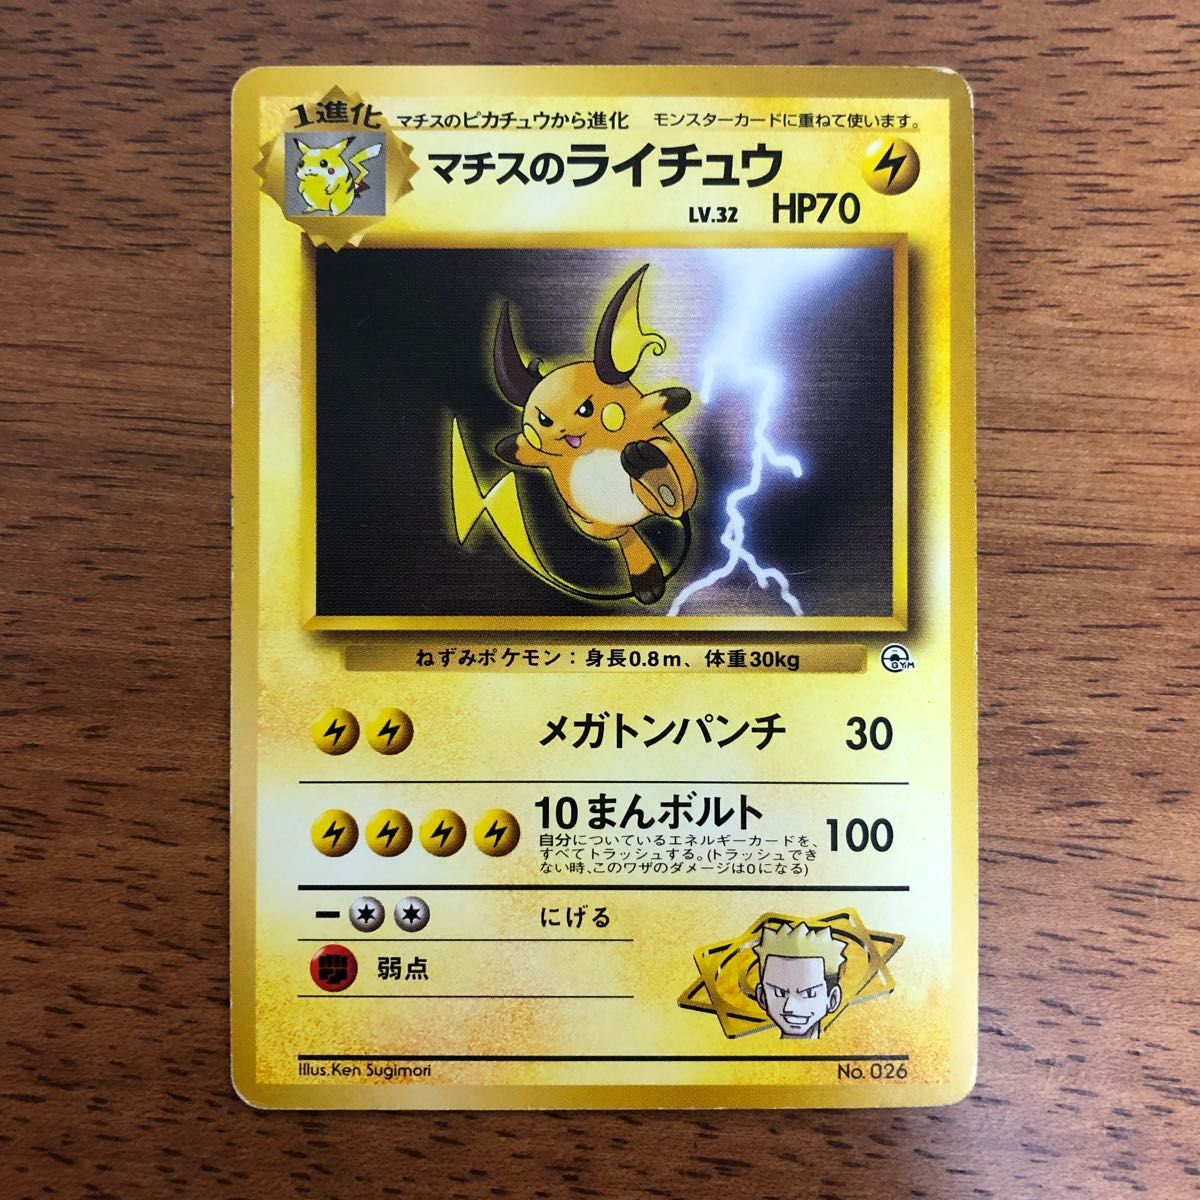 1進化
マチスのピカチュウから進化 モンスターカードに重ねて使います。
マチスのライチュウ
LV.32 HP70
ねずみポケモン：身長0.8m、体重30kg
GYM
メガトンパンチ 30
10まんボルト 100
自分についているエネルギーカードを、
すべてトラッシュする。(トラッシュでき
ない時、このワザのダメージは0になる)
にげる
弱点
Illus.Ken Sugimori No. 026